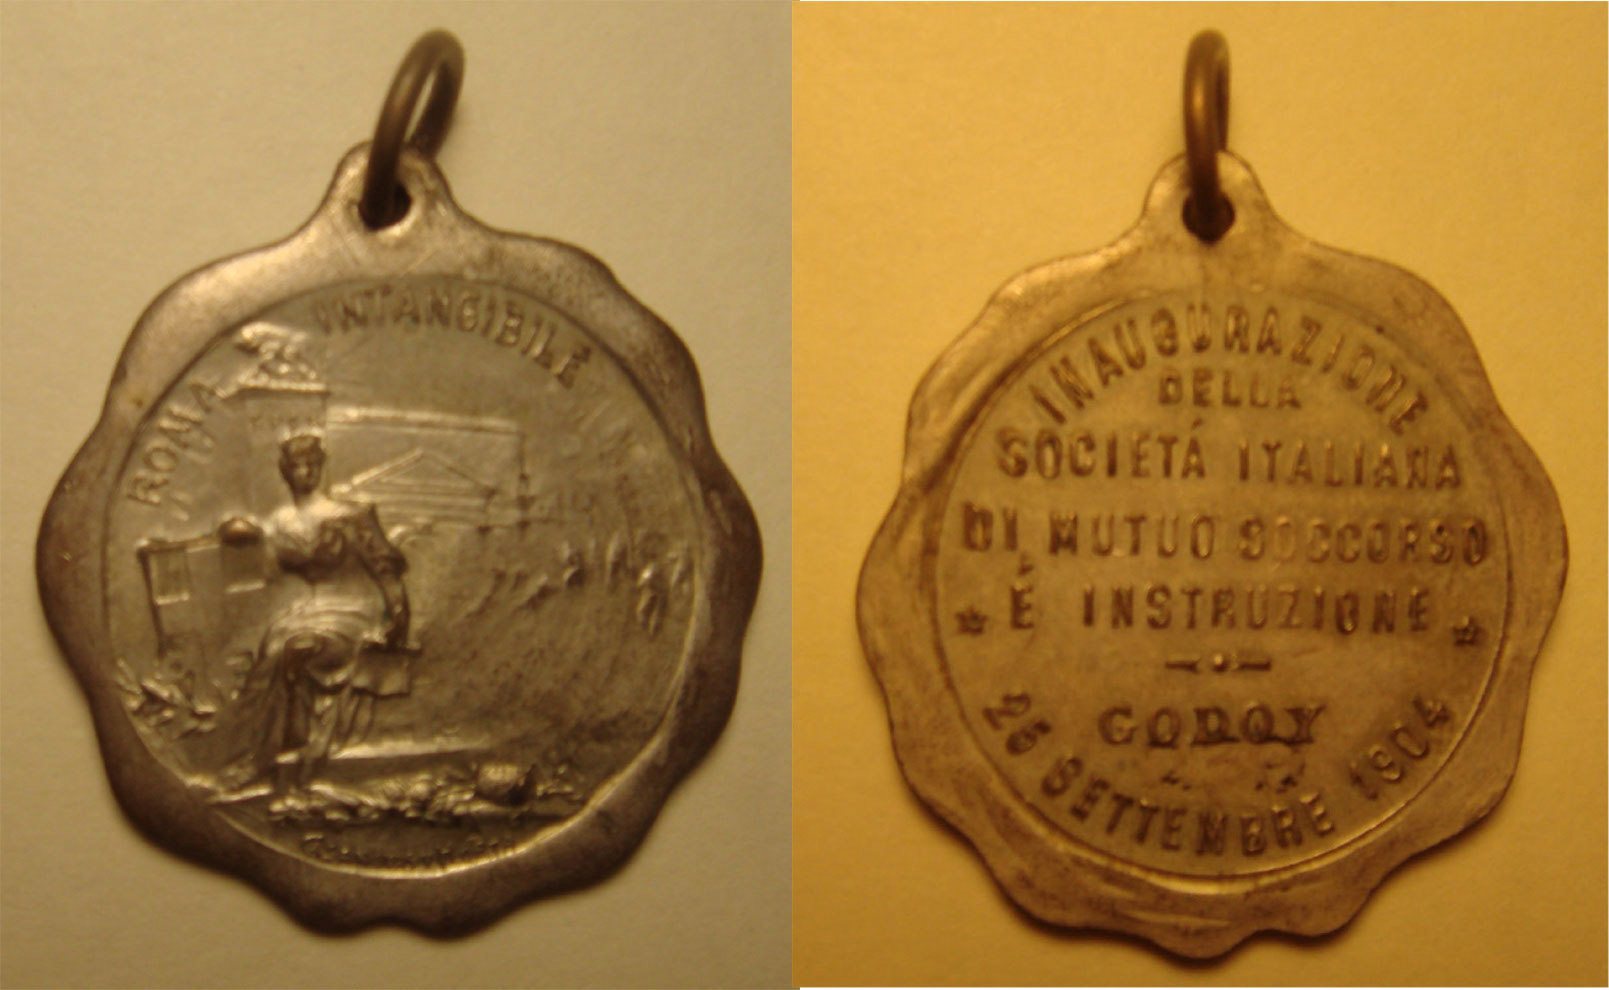 ROMA INTANGIBILE
INAUGURAZIONE
DELLA
SOCIETÁ ITALIANA
DI MUTUO SOCCORSO
É INSTRUZIONE
GODOY
25 SETTEMBRE 1904